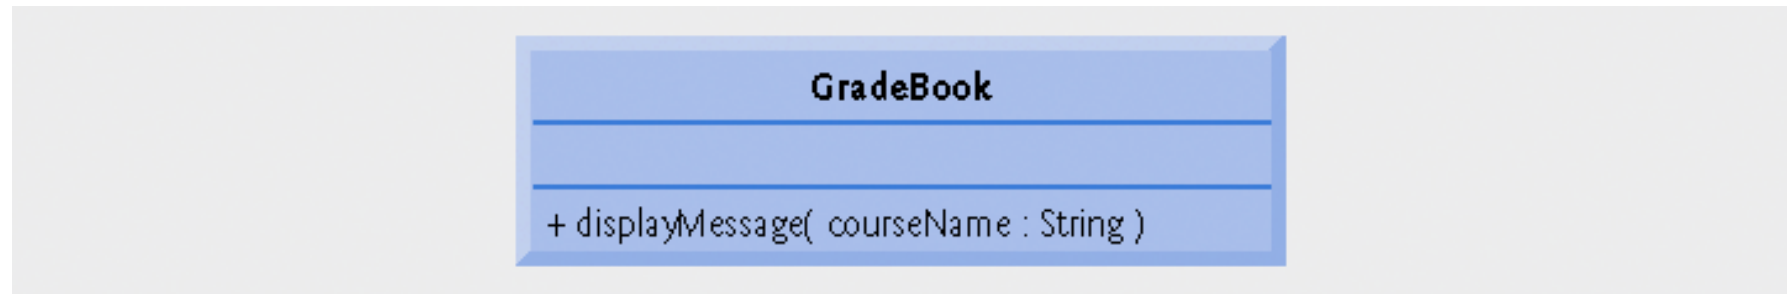 GradeBook
+ displayMessage( courseName : String )